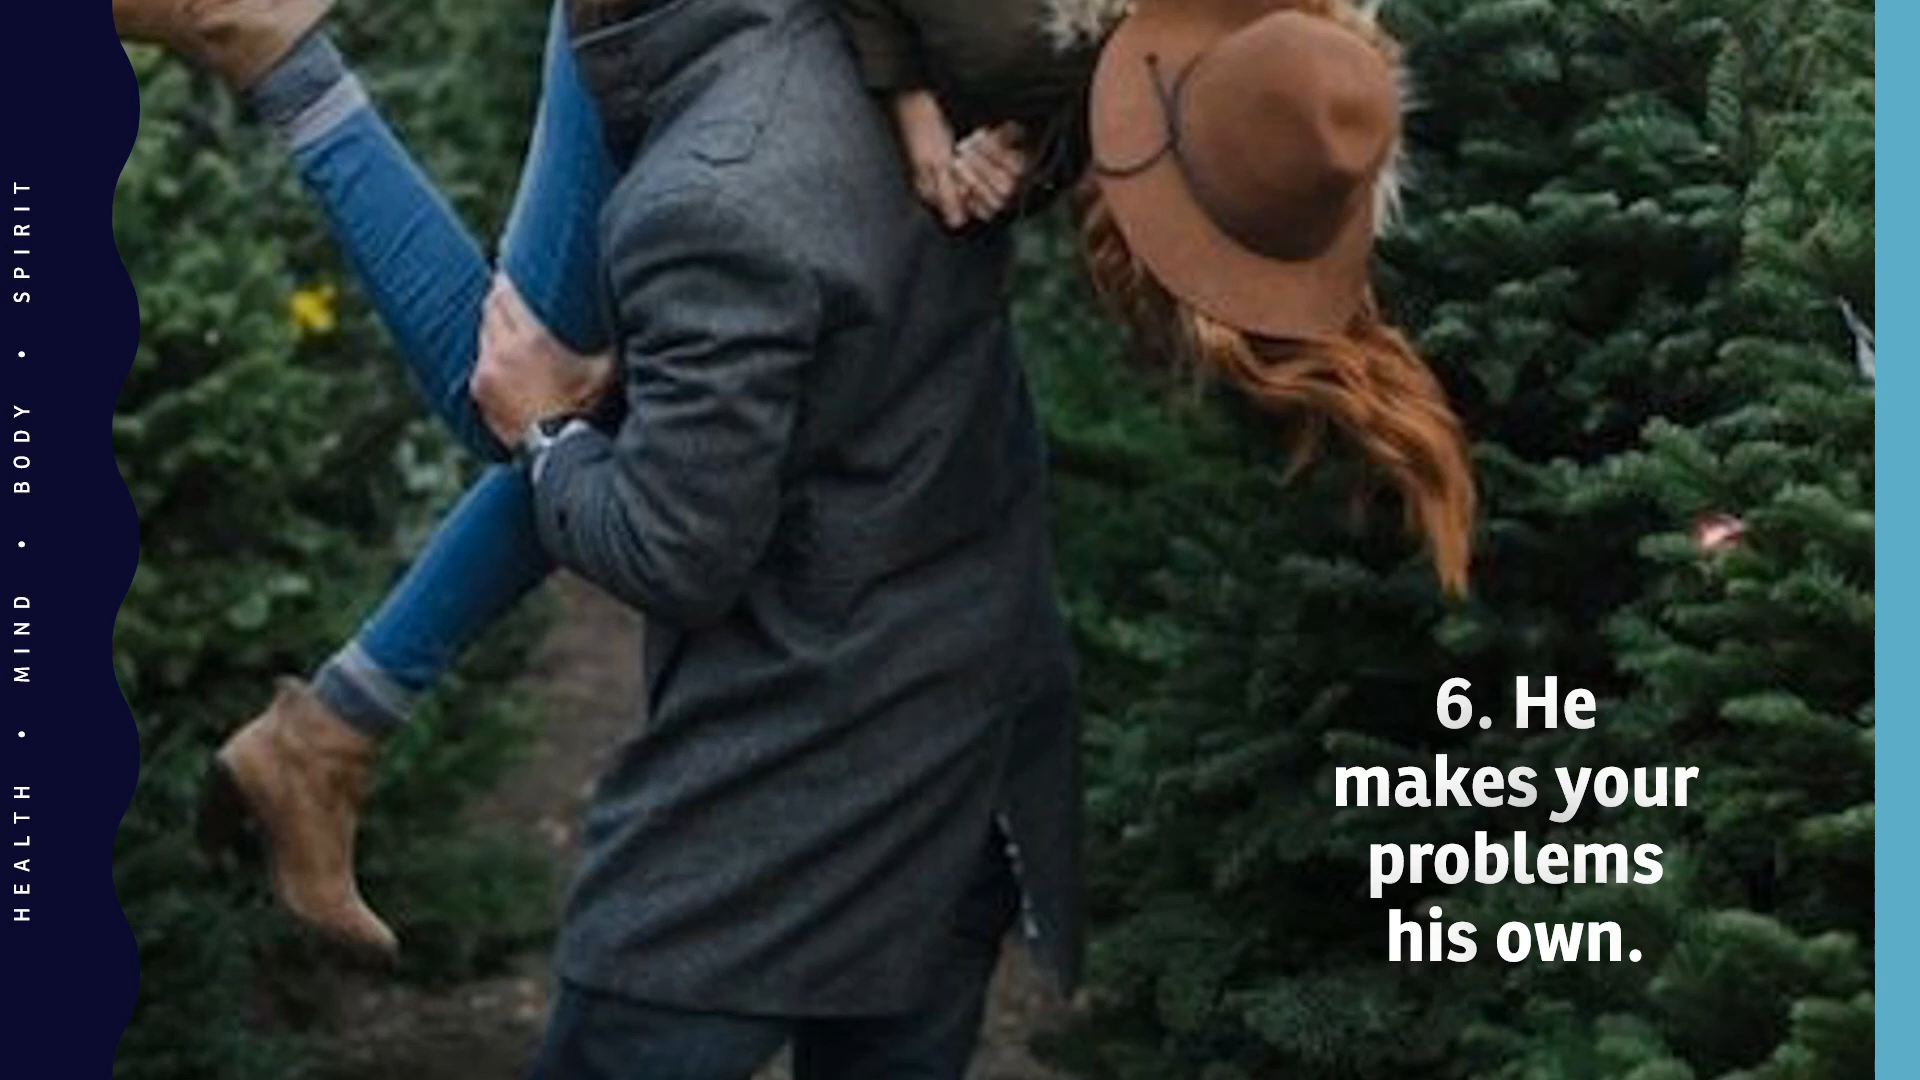 HEALTH • MIND • BODY • SPIRIT
6. He
makes your
problems
his own.